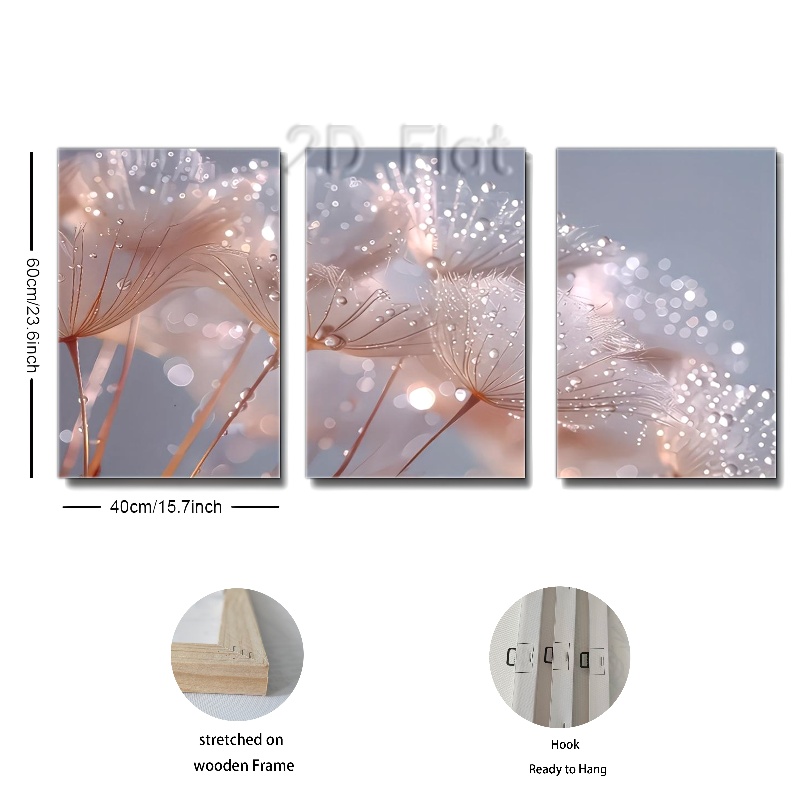 2D Flat
60cm/23.6inch
40cm/15.7inch
stretched on
wooden Frame
Hook
Ready to Hang